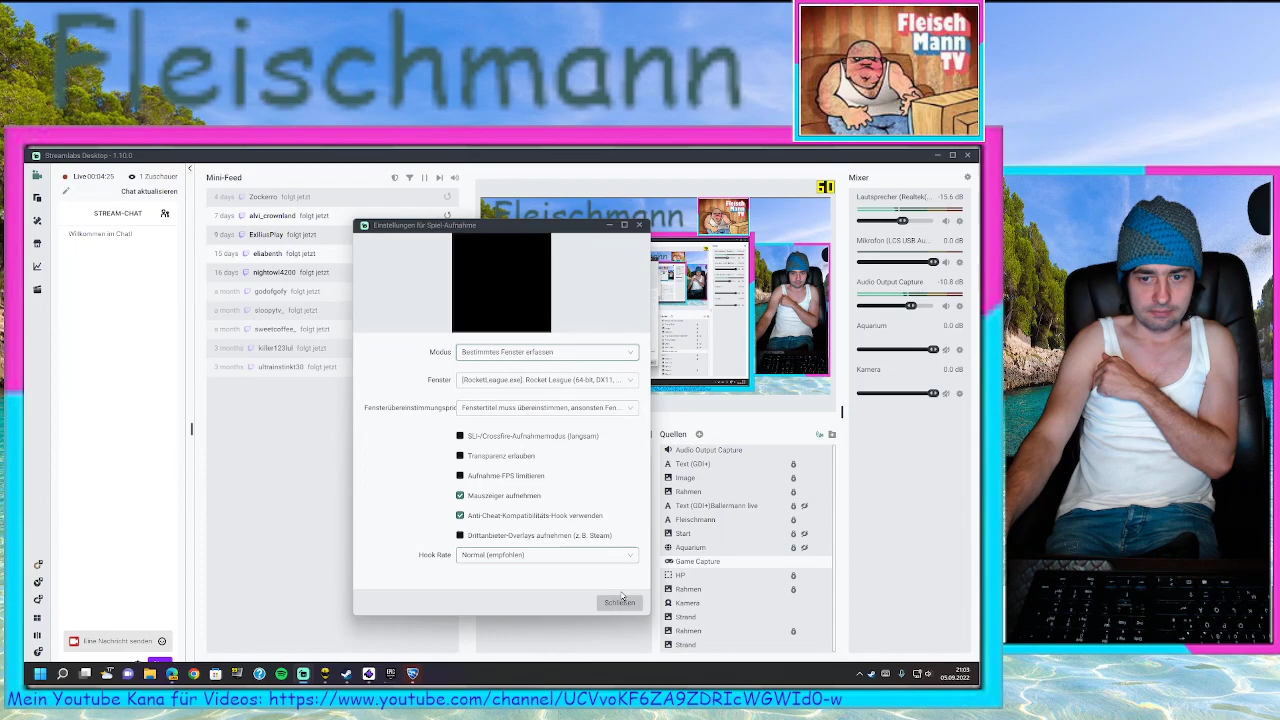 Fleischmann
Fleisch
Mann
TV
Streamlabs Desktop - 1.10.0
Live 00:04:25
1 Zuschauer
Chat aktualisieren
STREAM-CHAT
Willkommen im Chat!
Eine Nachricht senden
Mini-Feed
4 days Zockerro folgt jetzt
7 days alvi_crownland folgt jetzt
9 days ExiliusPlay folgt jetzt
15 days eliabenth folgt jetzt
16 days nightowl4200 folgt jetzt
a month godofgofy folgt jetzt
a month sloopytv_ folgt jetzt
a month sweetcoffee_ folgt jetzt
3 months killer123lul folgt jetzt
3 months ultrainstinkt30 folgt jetzt
Einstellungen für Spiel-Aufnahme
Modus Bestimmtes Fenster erfassen
Fenster [RocketLeague.exe]: Rocket League (64-bit, DX11, ...
Fensterübereinstimmungsprio Fenstertitel muss übereinstimmen, ansonsten Fen...
SLI-/Crossfire-Aufnahmemodus (langsam)
Transparenz erlauben
Aufnahme-FPS limitieren
Mauszeiger aufnehmen
Anti-Cheat-Kompatibilitäts-Hook verwenden
Drittanbieter-Overlays aufnehmen (z.B. Steam)
Hook Rate Normal (empfohlen)
Schließen
60
Fleischmann
Quellen
Audio Output Capture
Text (GDI+)
Image
Rahmen
Text (GDI+)Ballermann live
Fleischmann
Start
Aquarium
Game Capture
HP
Rahmen
Kamera
Strand
Rahmen
Strand
Mixer
Lautsprecher (Realtek(... -15.6 dB
Mikrofon (LCS USB Au... 0.0 dB
Audio Output Capture -10.8 dB
Aquarium 0.0 dB
Kamera 0.0 dB
21:03
05.09.2022
Mein Youtube Kana für Videos: https://www.youtube.com/channel/UCVvoKF6ZA9ZDRIcWGWId0-w